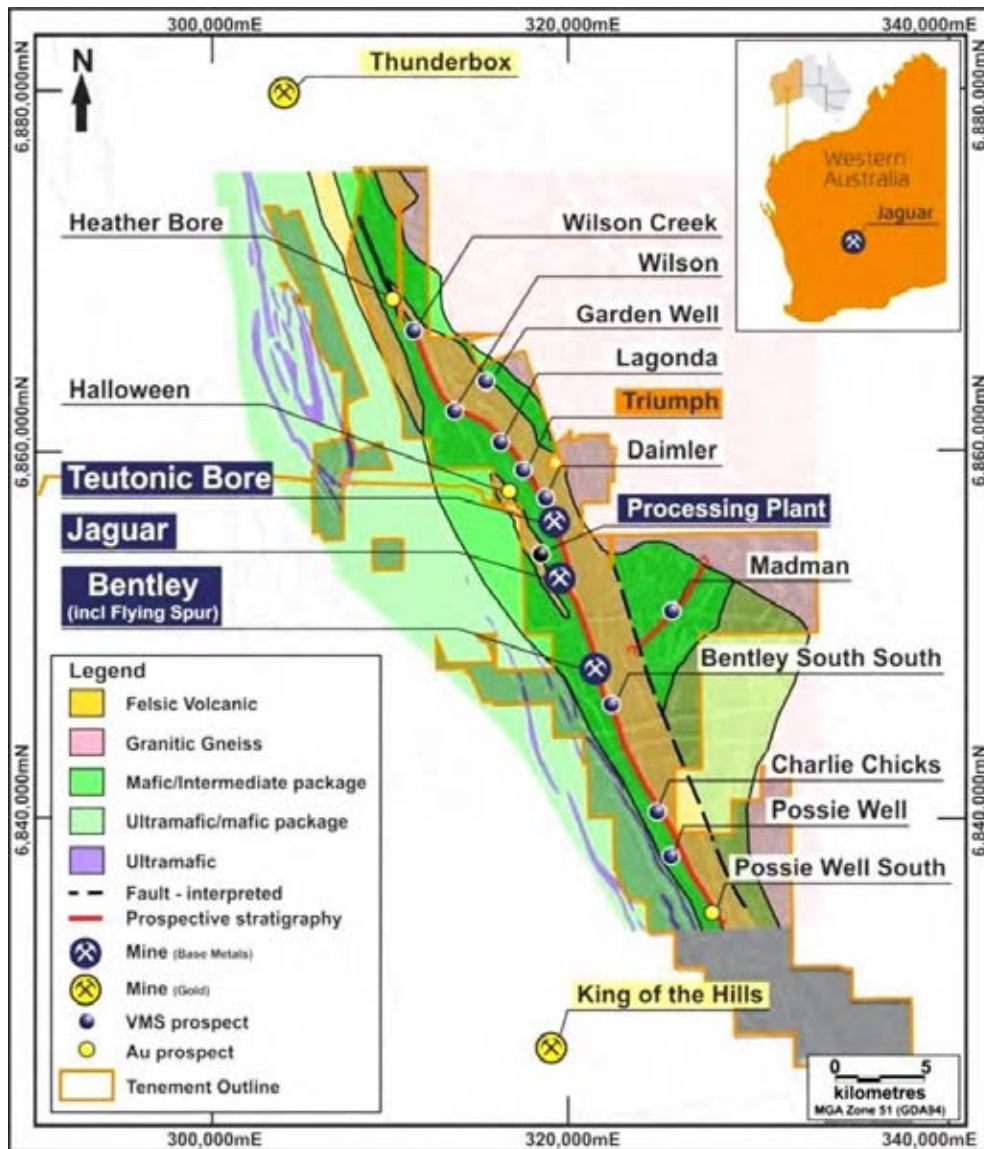 300,000mE
320,000mE
340,000mE
N
6,880,000mN
6,880,000mN
Thunderbox
Western
Australia
Jaguar
Heather Bore
Wilson Creek
Wilson
Garden Well
Lagonda
Halloween
Triumph
6,860,000mN
6,860,000mN
Daimler
Teutonic Bore
Processing Plant
Jaguar
Madman
Bentley
(incl Flying Spur)
Bentley South South
Legend
Felsic Volcanic
Granitic Gneiss
Mafic/Intermediate package
Ultramafic/mafic package
Ultramafic
Fault - interpreted
Prospective stratigraphy
Mine (Base Metals)
Mine (Gold)
VMS prospect
Au prospect
Tenement Outline
Charlie Chicks
6,840,000mN
6,840,000mN
Possie Well
Possie Well South
King of the Hills
0 5
kilometres
MGA Zone 51 (GDA94)
300,000mE
320,000mE
340,000mE